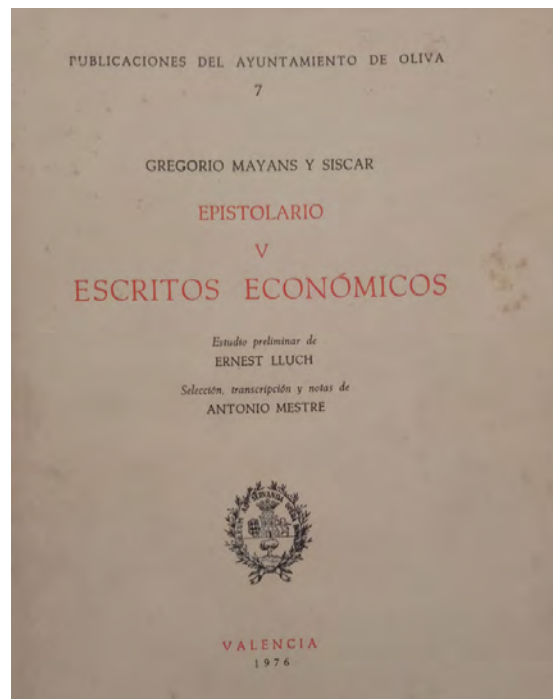 PUBLICACIONES DEL AYUNTAMIENTO DE OLIVA
7
GREGORIO MAYANS Y SISCAR
EPISTOLARIO
V
ESCRITOS ECONÓMICOS
Estudio preliminar de
ERNEST LLUCH
Selección, transcripción y notas de
ANTONIO MESTRE
VALENCIA
1976